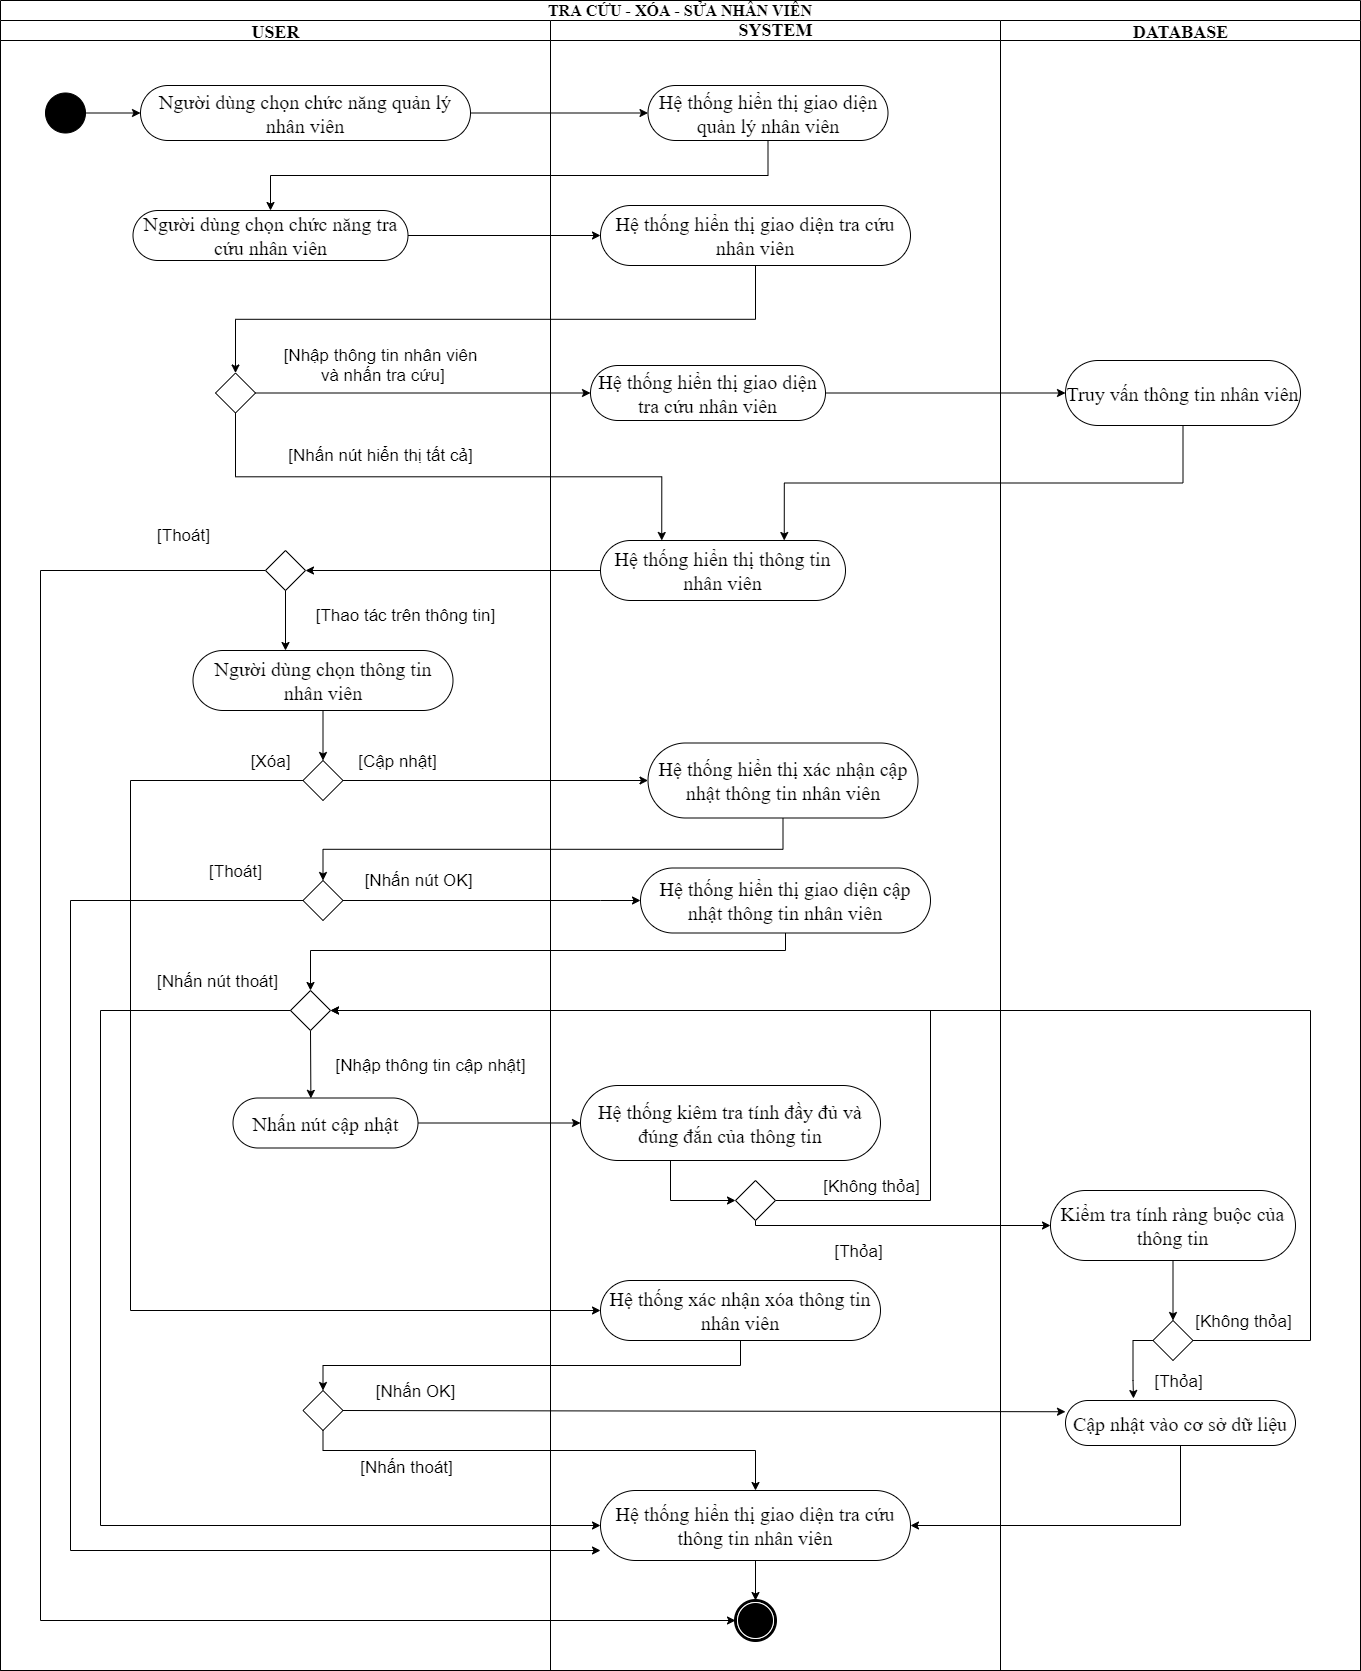 TRA CỨU - XÓA - SỬA NHÂN VIÊN
USER
SYSTEM
DATABASE
Người dùng chọn chức năng quản lý
nhân viên
Hệ thống hiển thị giao diện
quản lý nhân viên
Người dùng chọn chức năng tra
cứu nhân viên
Hệ thống hiển thị giao diện tra cứu
nhân viên
[Nhập thông tin nhân viên
và nhấn tra cứu]
Hệ thống hiển thị giao diện
tra cứu nhân viên
Truy vấn thông tin nhân viên
[Nhấn nút hiển thị tất cả]
[Thoát]
Hệ thống hiển thị thông tin
nhân viên
[Thao tác trên thông tin]
Người dùng chọn thông tin
nhân viên
[Xóa]
[Cập nhật]
Hệ thống hiển thị xác nhận cập
nhật thông tin nhân viên
[Thoát]
[Nhấn nút OK]
Hệ thống hiển thị giao diện cập
nhật thông tin nhân viên
[Nhấn nút thoát]
[Nhập thông tin cập nhật]
Nhấn nút cập nhật
Hệ thống kiêm tra tính đầy đủ và
đúng đắn của thông tin
[Không thỏa]
[Thỏa]
Kiểm tra tính ràng buộc của
thông tin
Hệ thống xác nhận xóa thông tin
nhân viên
[Không thỏa]
[Thỏa]
[Nhấn OK]
Cập nhật vào cơ sở dữ liệu
[Nhấn thoát]
Hệ thống hiển thị giao diện tra cứu
thông tin nhân viên